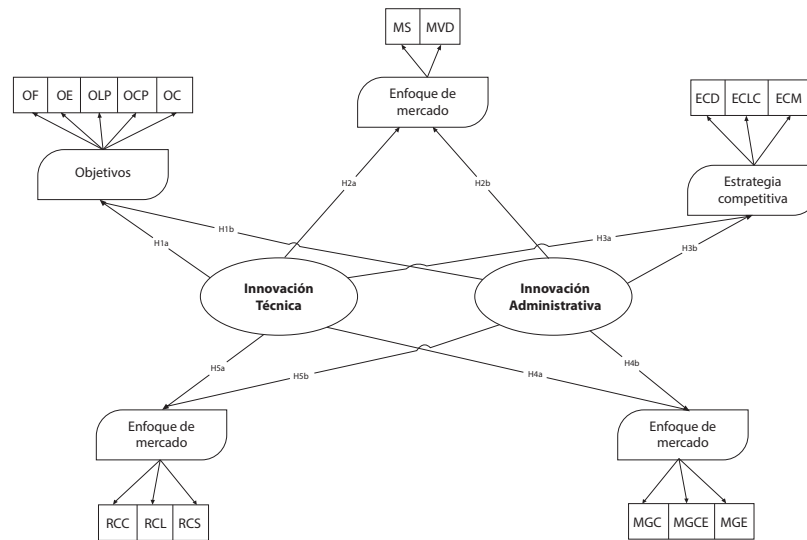 MS MVD
Enfoque de
mercado
OF OE OLP OCP OC
Objetivos
ECD ECLC ECM
Estrategia
competitiva
H2a
H2b
H1a
H1b
H3a
H3b
Innovación
Técnica
Innovación
Administrativa
H5a
H5b
H4a
H4b
Enfoque de
mercado
Enfoque de
mercado
RCC RCL RCS
MGC MGCE MGE